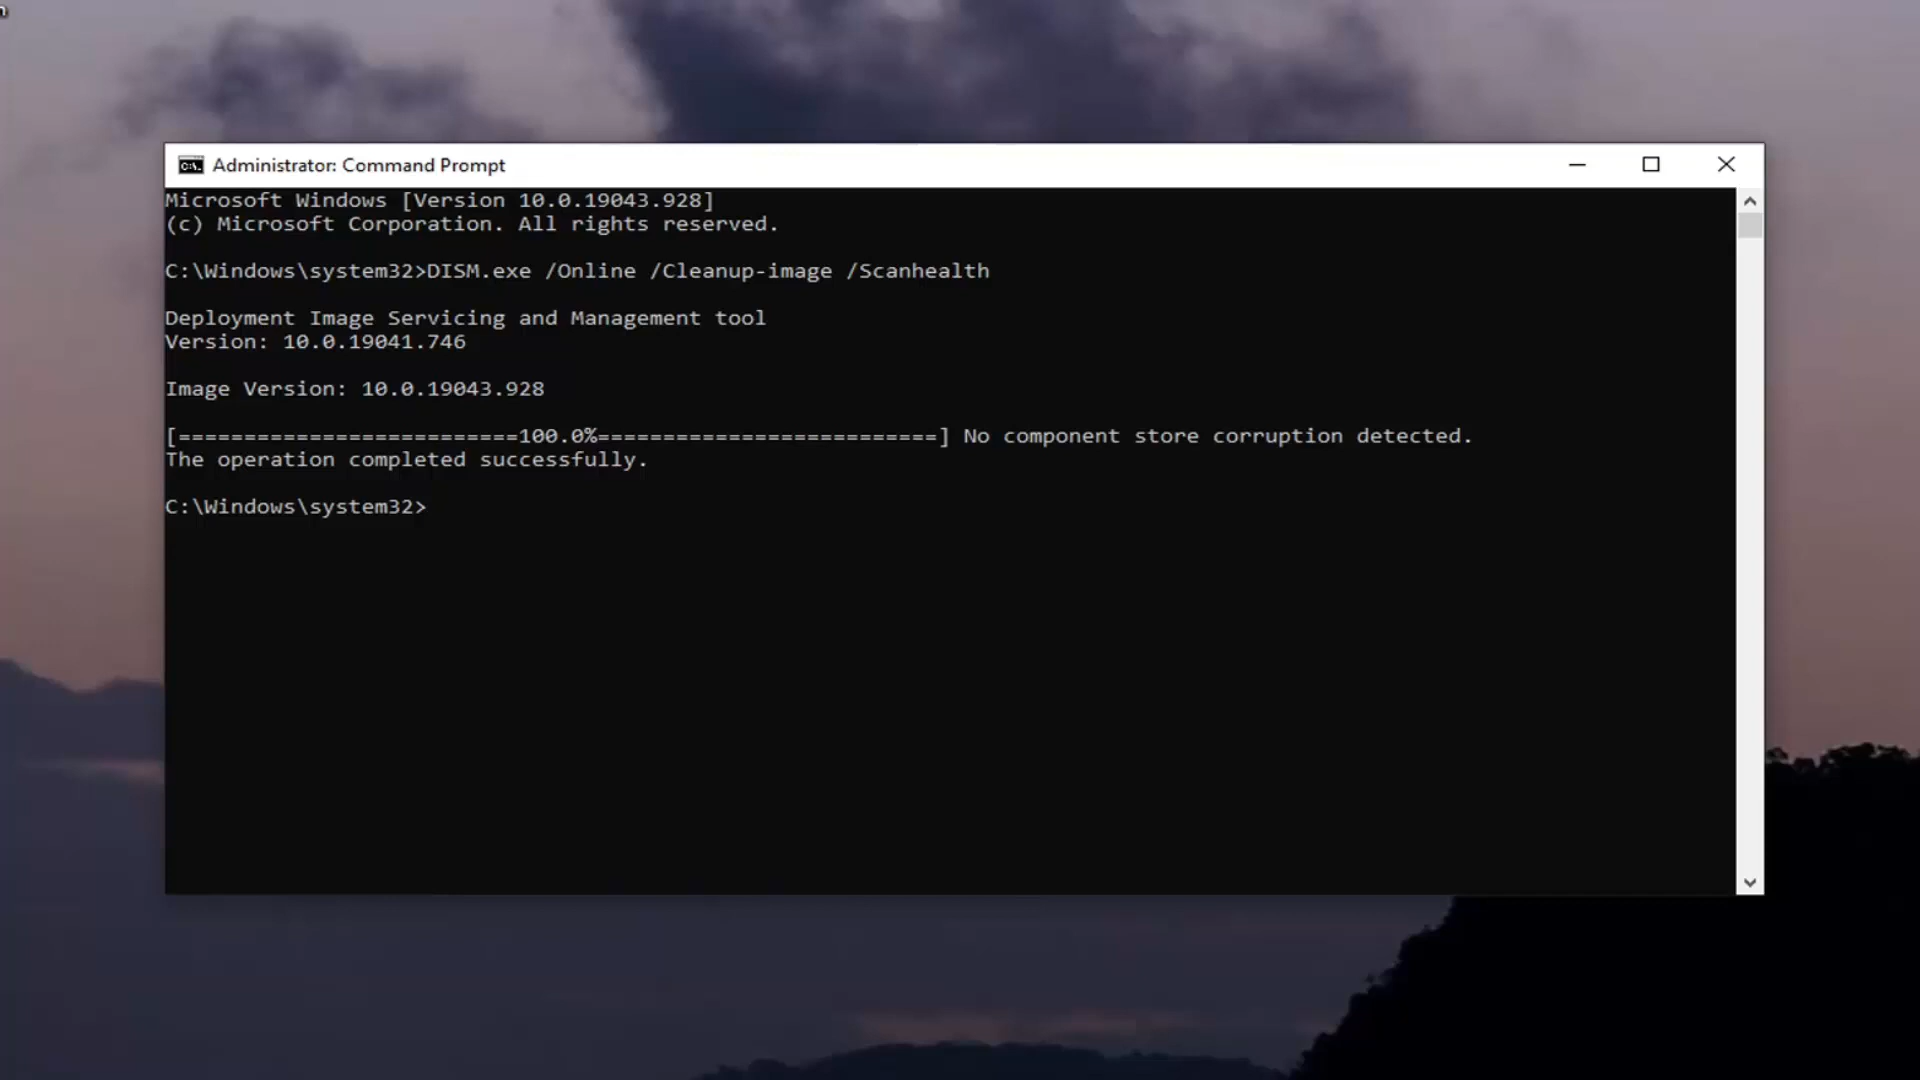 Administrator: Command Prompt
Microsoft Windows [Version 10.0.19043.928]
(c) Microsoft Corporation. All rights reserved.
C:\Windows\system32>DISM.exe /Online /Cleanup-image /Scanhealth
Deployment Image Servicing and Management tool
Version: 10.0.19041.746
Image Version: 10.0.19043.928
[==========================100.0%==========================] No component store corruption detected.
The operation completed successfully.
C:\Windows\system32>